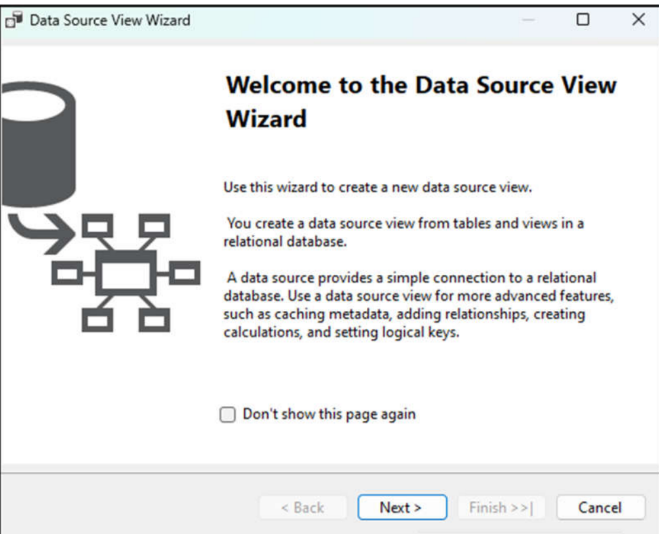 Data Source View Wizard
Welcome to the Data Source View
Wizard
Use this wizard to create a new data source view.
You create a data source view from tables and views in a
relational database.
A data source provides a simple connection to a relational
database. Use a data source view for more advanced features,
such as caching metadata, adding relationships, creating
calculations, and setting logical keys.
Don't show this page again
< Back Next > Finish >>| Cancel